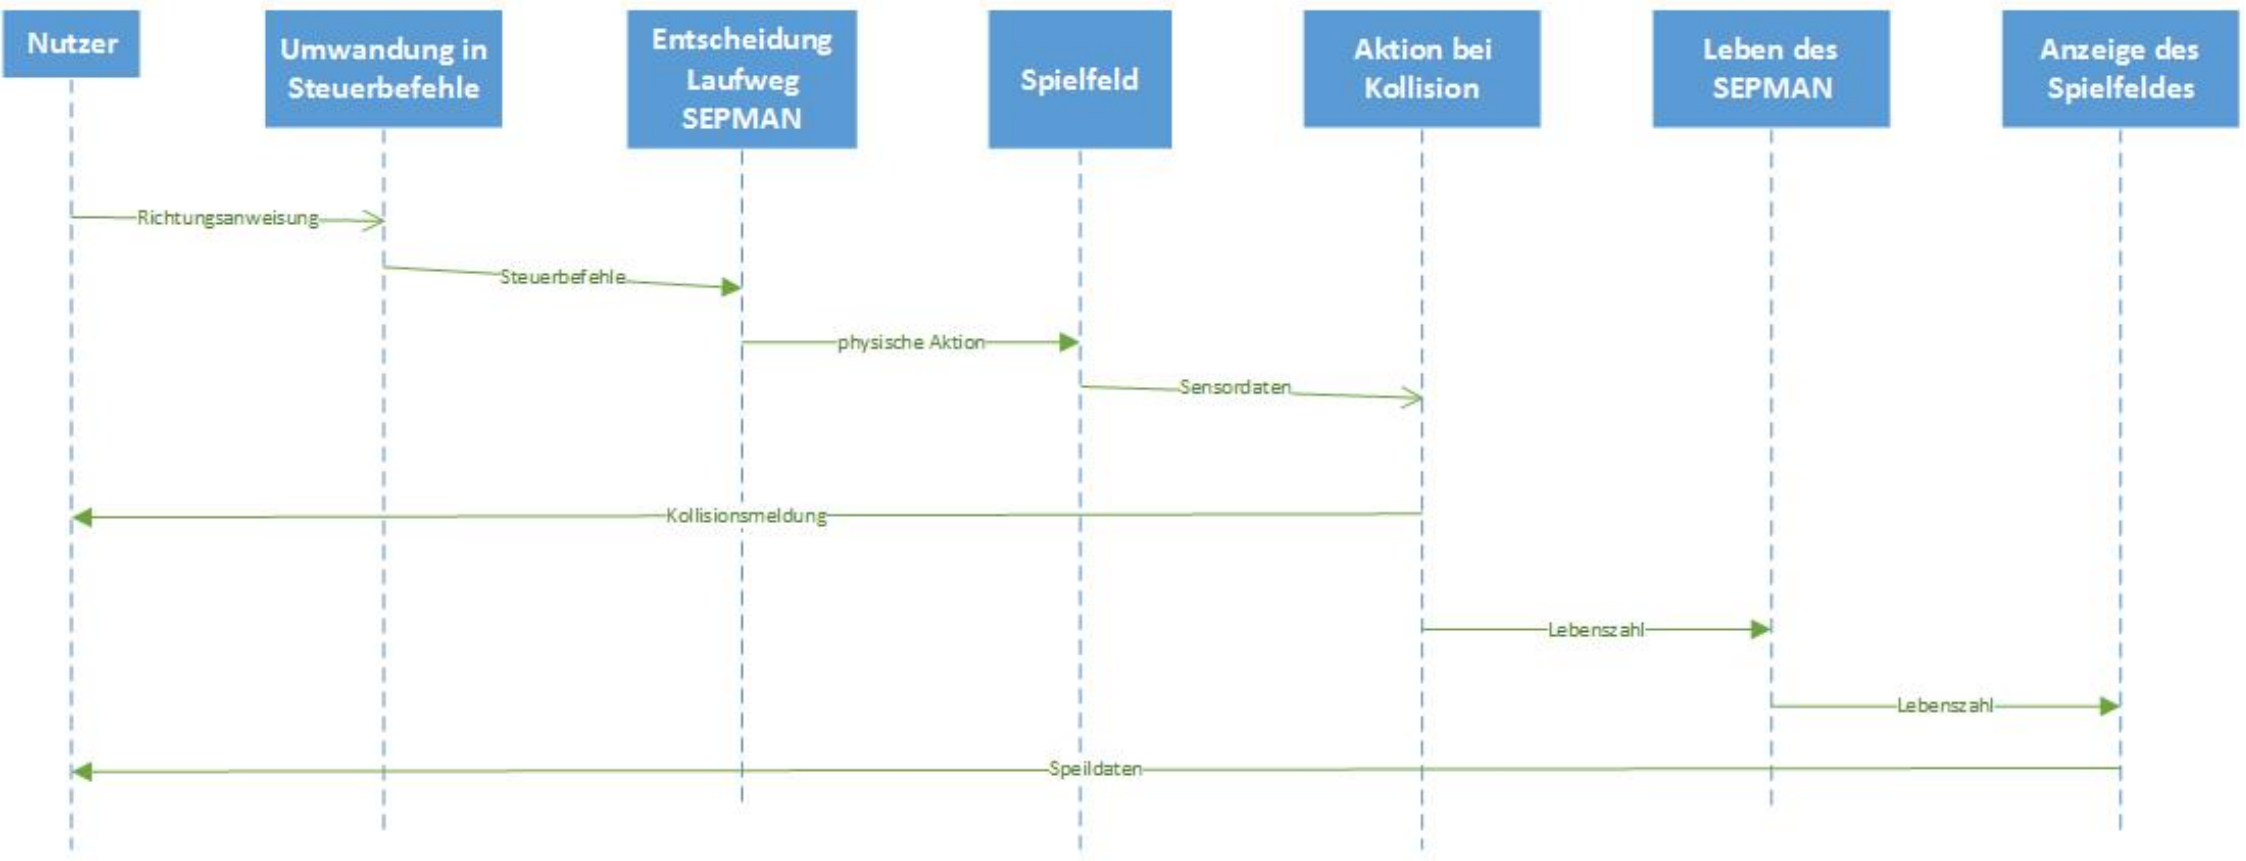 Nutzer
Umwandung in
Steuerbefehle
Entscheidung
Laufweg
SEPMAN
Spielfeld
Aktion bei
Kollision
Leben des
SEPMAN
Anzeige des
Spielfeldes
Richtungsanweisung
Steuerbefehle
physische Aktion
Sensordaten
Kollisionsmeldung
Lebenszahl
Lebenszahl
Speildaten